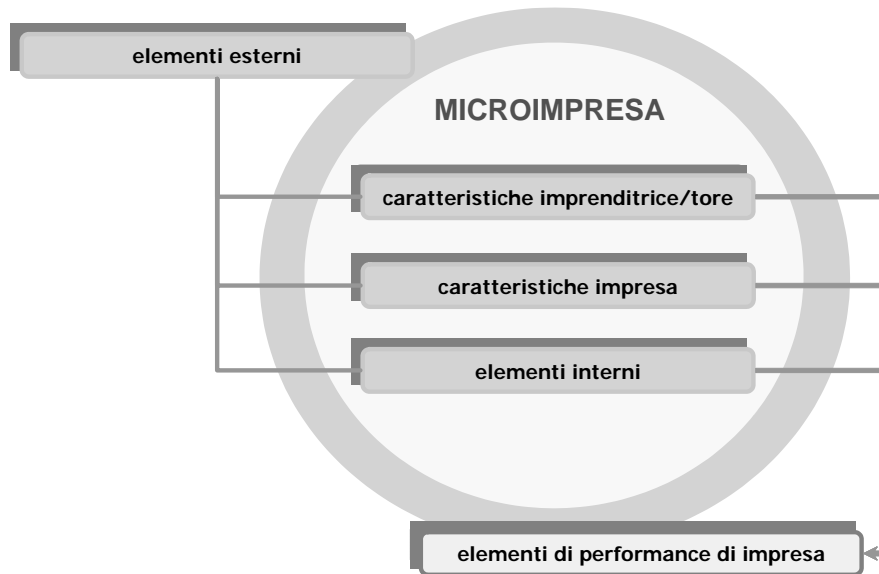 elementi esterni
MICROIMPRESA
caratteristiche imprenditrice/tore
caratteristiche impresa
elementi interni
elementi di performance di impresa